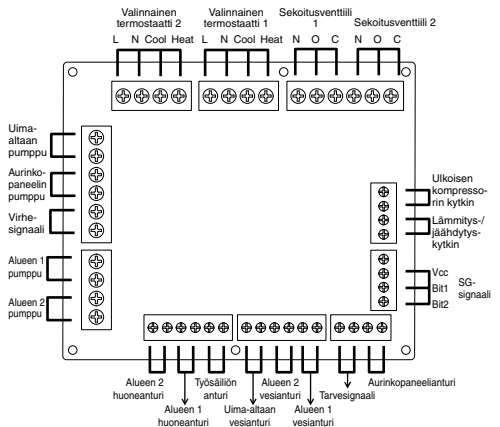 Valinnainen
termostaatti 2
Valinnainen
termostaatti 1
Sekoitusventtiili
1
Sekoitusventtiili 2
L N Cool Heat
L N Cool Heat
N O C
N O C
Uima-
altaan
pumppu
Aurinko-
paneelin
pumppu
Virhe-
signaali
Alueen 1
pumppu
Alueen 2
pumppu
Ulkoisen
kompresso-
rin kytkin
Lämmitys-/
jäähdytys-
kytkin
Vcc
Bit1
Bit2
SG-
signaali
Alueen 2
huoneanturi
Työsäiliön
anturi
Alueen 2
vesianturi
Aurinkopaneelianturi
Tarvesignaali
Alueen 1
huoneanturi
Uima-altaan
vesianturi
Alueen 1
vesianturi